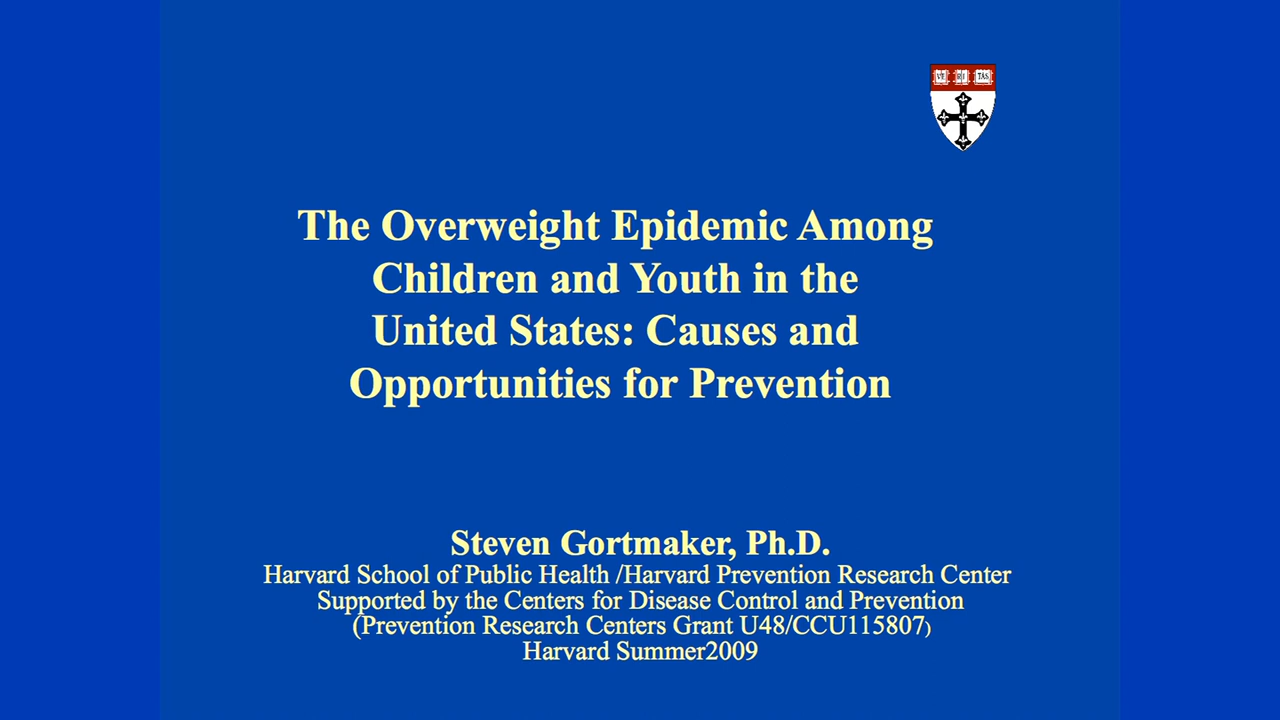 VE RI TAS
The Overweight Epidemic Among
Children and Youth in the
United States: Causes and
Opportunities for Prevention
Steven Gortmaker, Ph.D.
Harvard School of Public Health /Harvard Prevention Research Center
Supported by the Centers for Disease Control and Prevention
(Prevention Research Centers Grant U48/CCU115807)
Harvard Summer2009